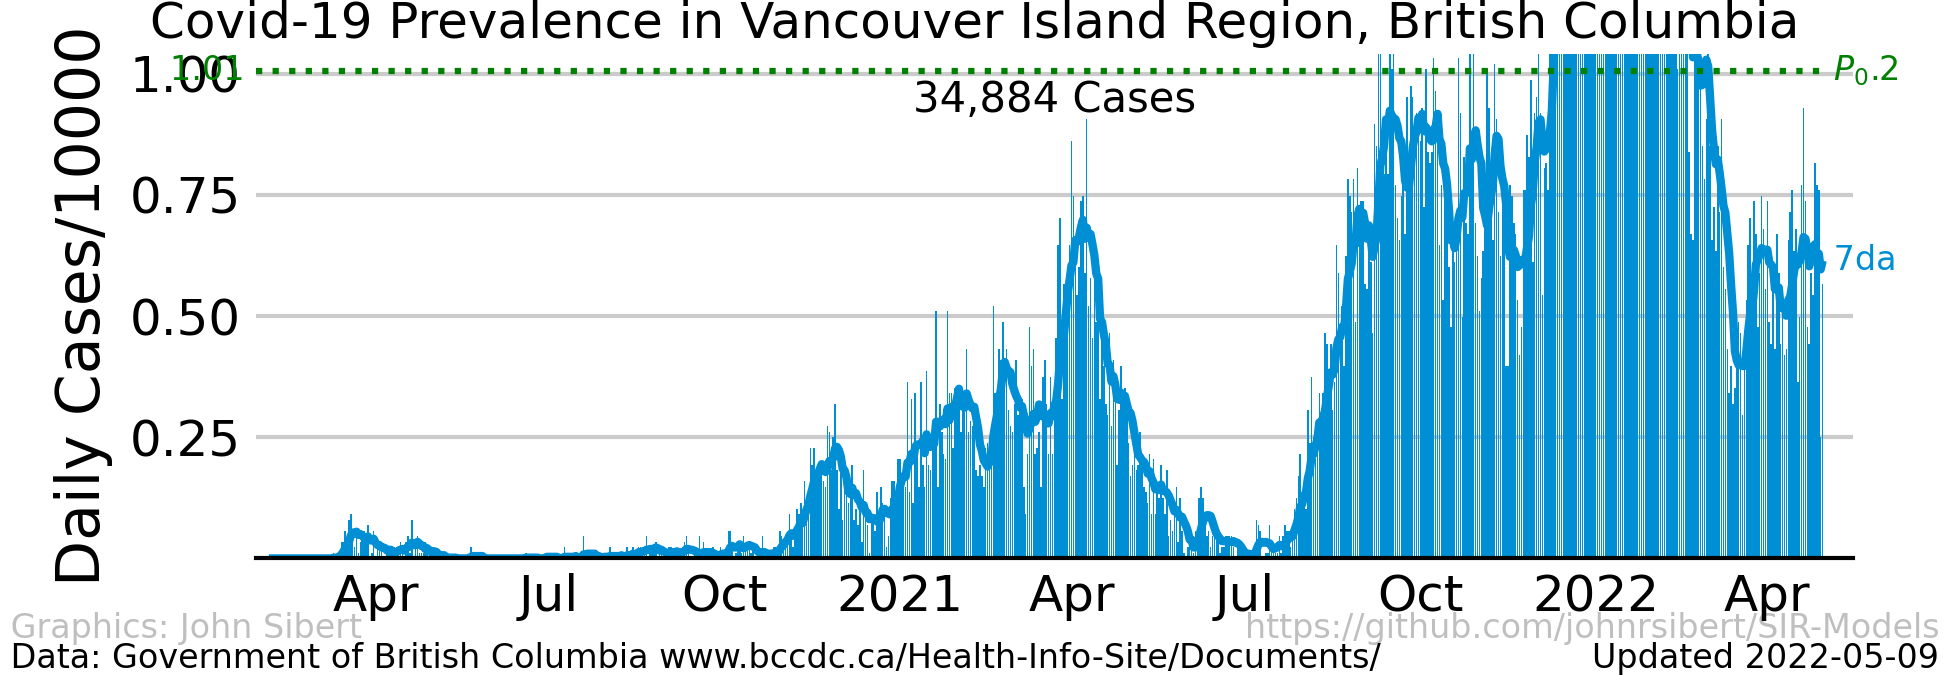 Covid-19 Prevalence in Vancouver Island Region, British Columbia
Daily Cases/10000
1.01
1.00
0.75
0.50
0.25
34,884 Cases
P0.2
7da
Apr Jul Oct 2021 Apr Jul Oct 2022 Apr
Graphics: John Sibert https://github.com/johnrsibert/SIR-Models
Data: Government of British Columbia www.bccdc.ca/Health-Info-Site/Documents/ Updated 2022-05-09